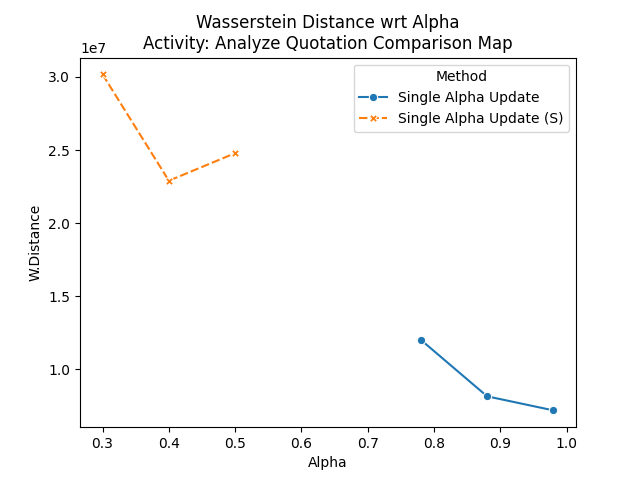 Wasserstein Distance wrt Alpha
Activity: Analyze Quotation Comparison Map
1e7
Method
Single Alpha Update
Single Alpha Update (S)
3.0
2.5
2.0
1.5
1.0
W.Distance
0.3 0.4 0.5 0.6 0.7 0.8 0.9 1.0
Alpha